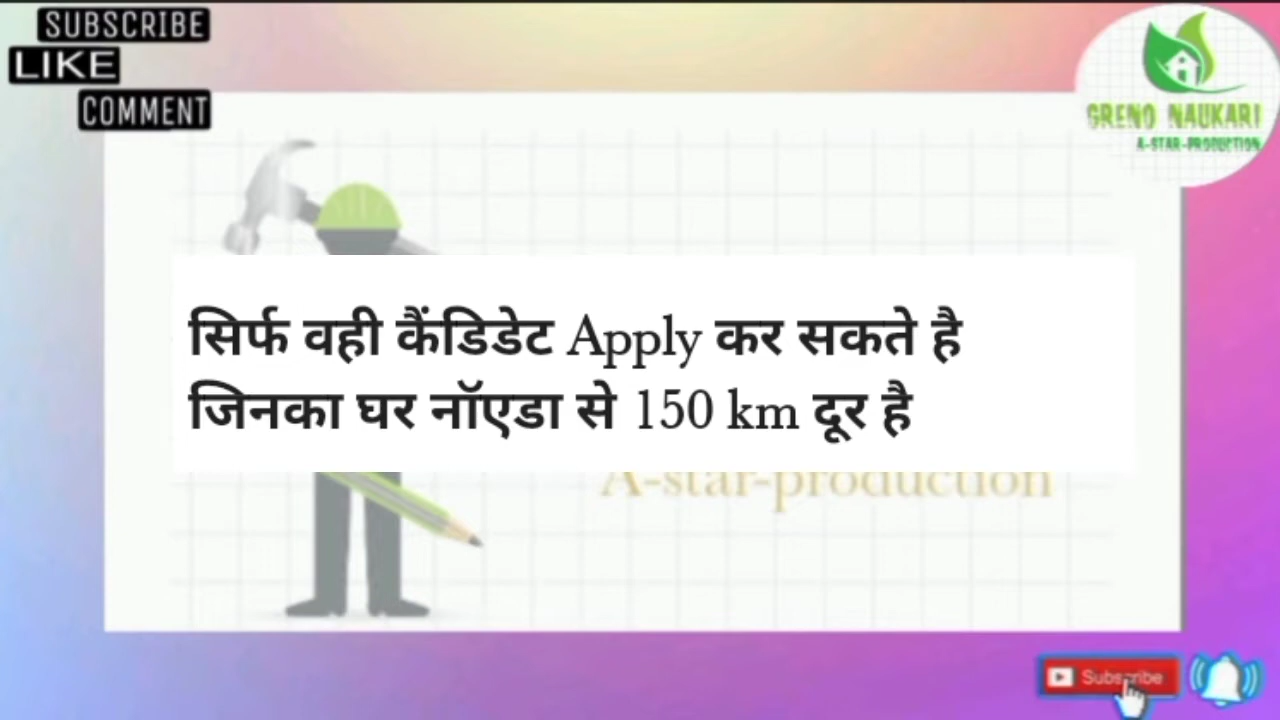 SUBSCRIBE
LIKE
COMMENT
GRENO NAUKARI
A-STAR-PRODUCTION
सिर्फ वही कैंडिडेट Apply कर सकते है
जिनका घर नॉएडा से 150 km दूर है
A-star-production
Subscribe